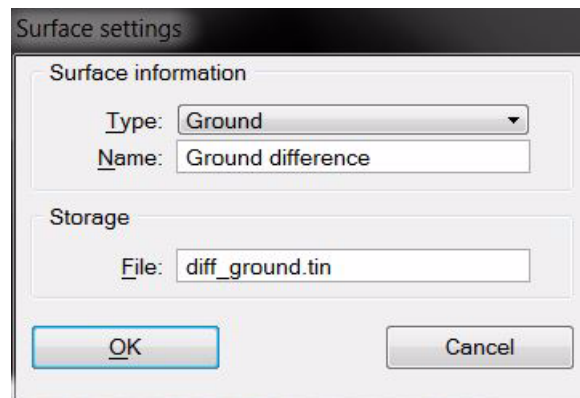 Surface settings
Surface information
Type: Ground
Name: Ground difference
Storage
File: diff_ground.tin
OK Cancel